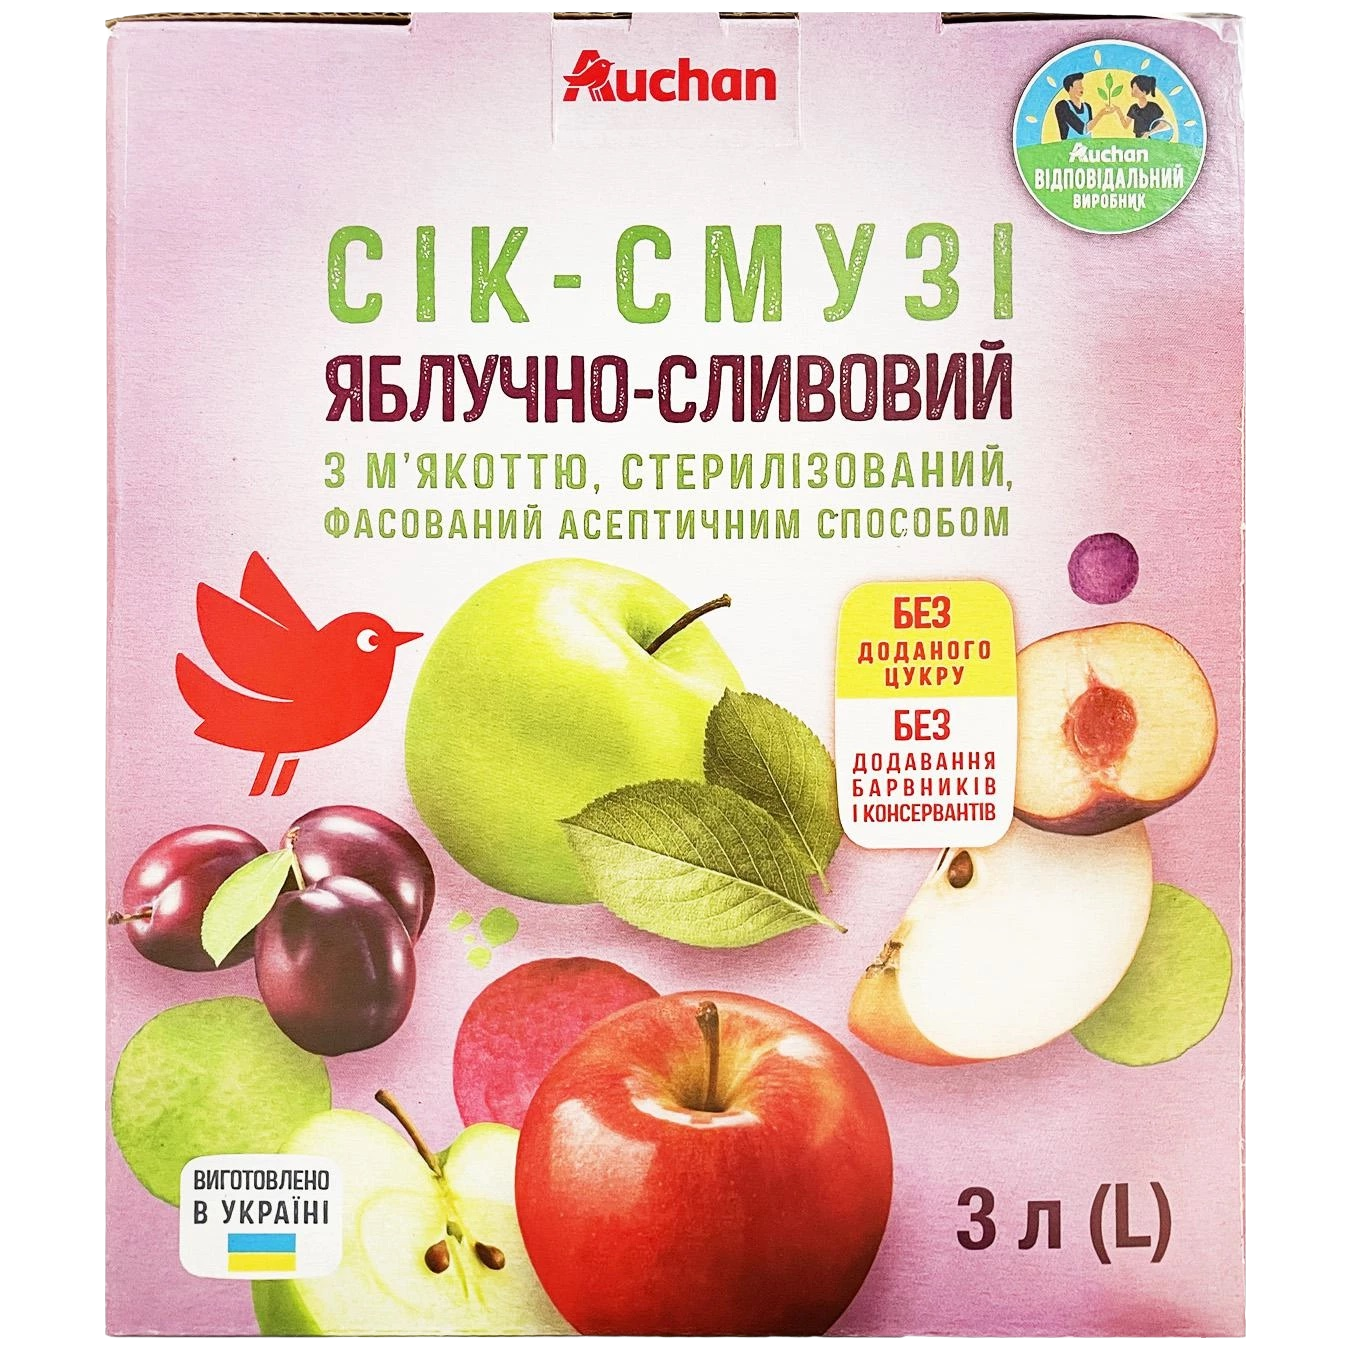 Auchan
Auchan
ВІДПОВІДАЛЬНИЙ
ВИРОБНИК
СІК-СМУЗІ
ЯБЛУЧНО-СЛИВОВИЙ
З М'ЯКОТТЮ, СТЕРИЛІЗОВАНИЙ,
ФАСОВАНИЙ АСЕПТИЧНИМ СПОСОБОМ
БЕЗ
ДОДАНОГО
ЦУКРУ
БЕЗ
ДОДАВАННЯ
БАРВНИКІВ
І КОНСЕРВАНТІВ
ВИГОТОВЛЕНО
В УКРАЇНІ
3 л (L)